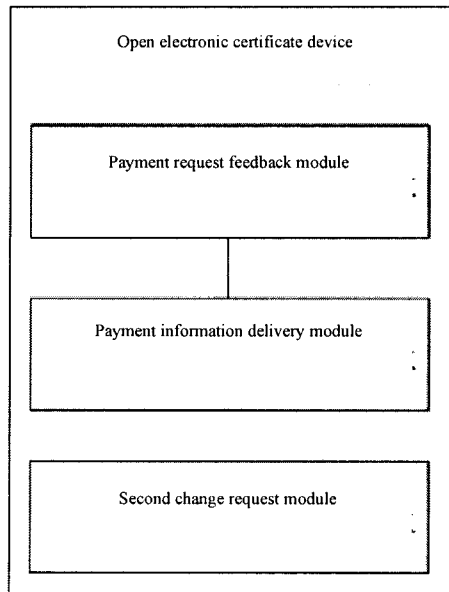 Open electronic certificate device
Payment request feedback module
Payment information delivery module
Second change request module